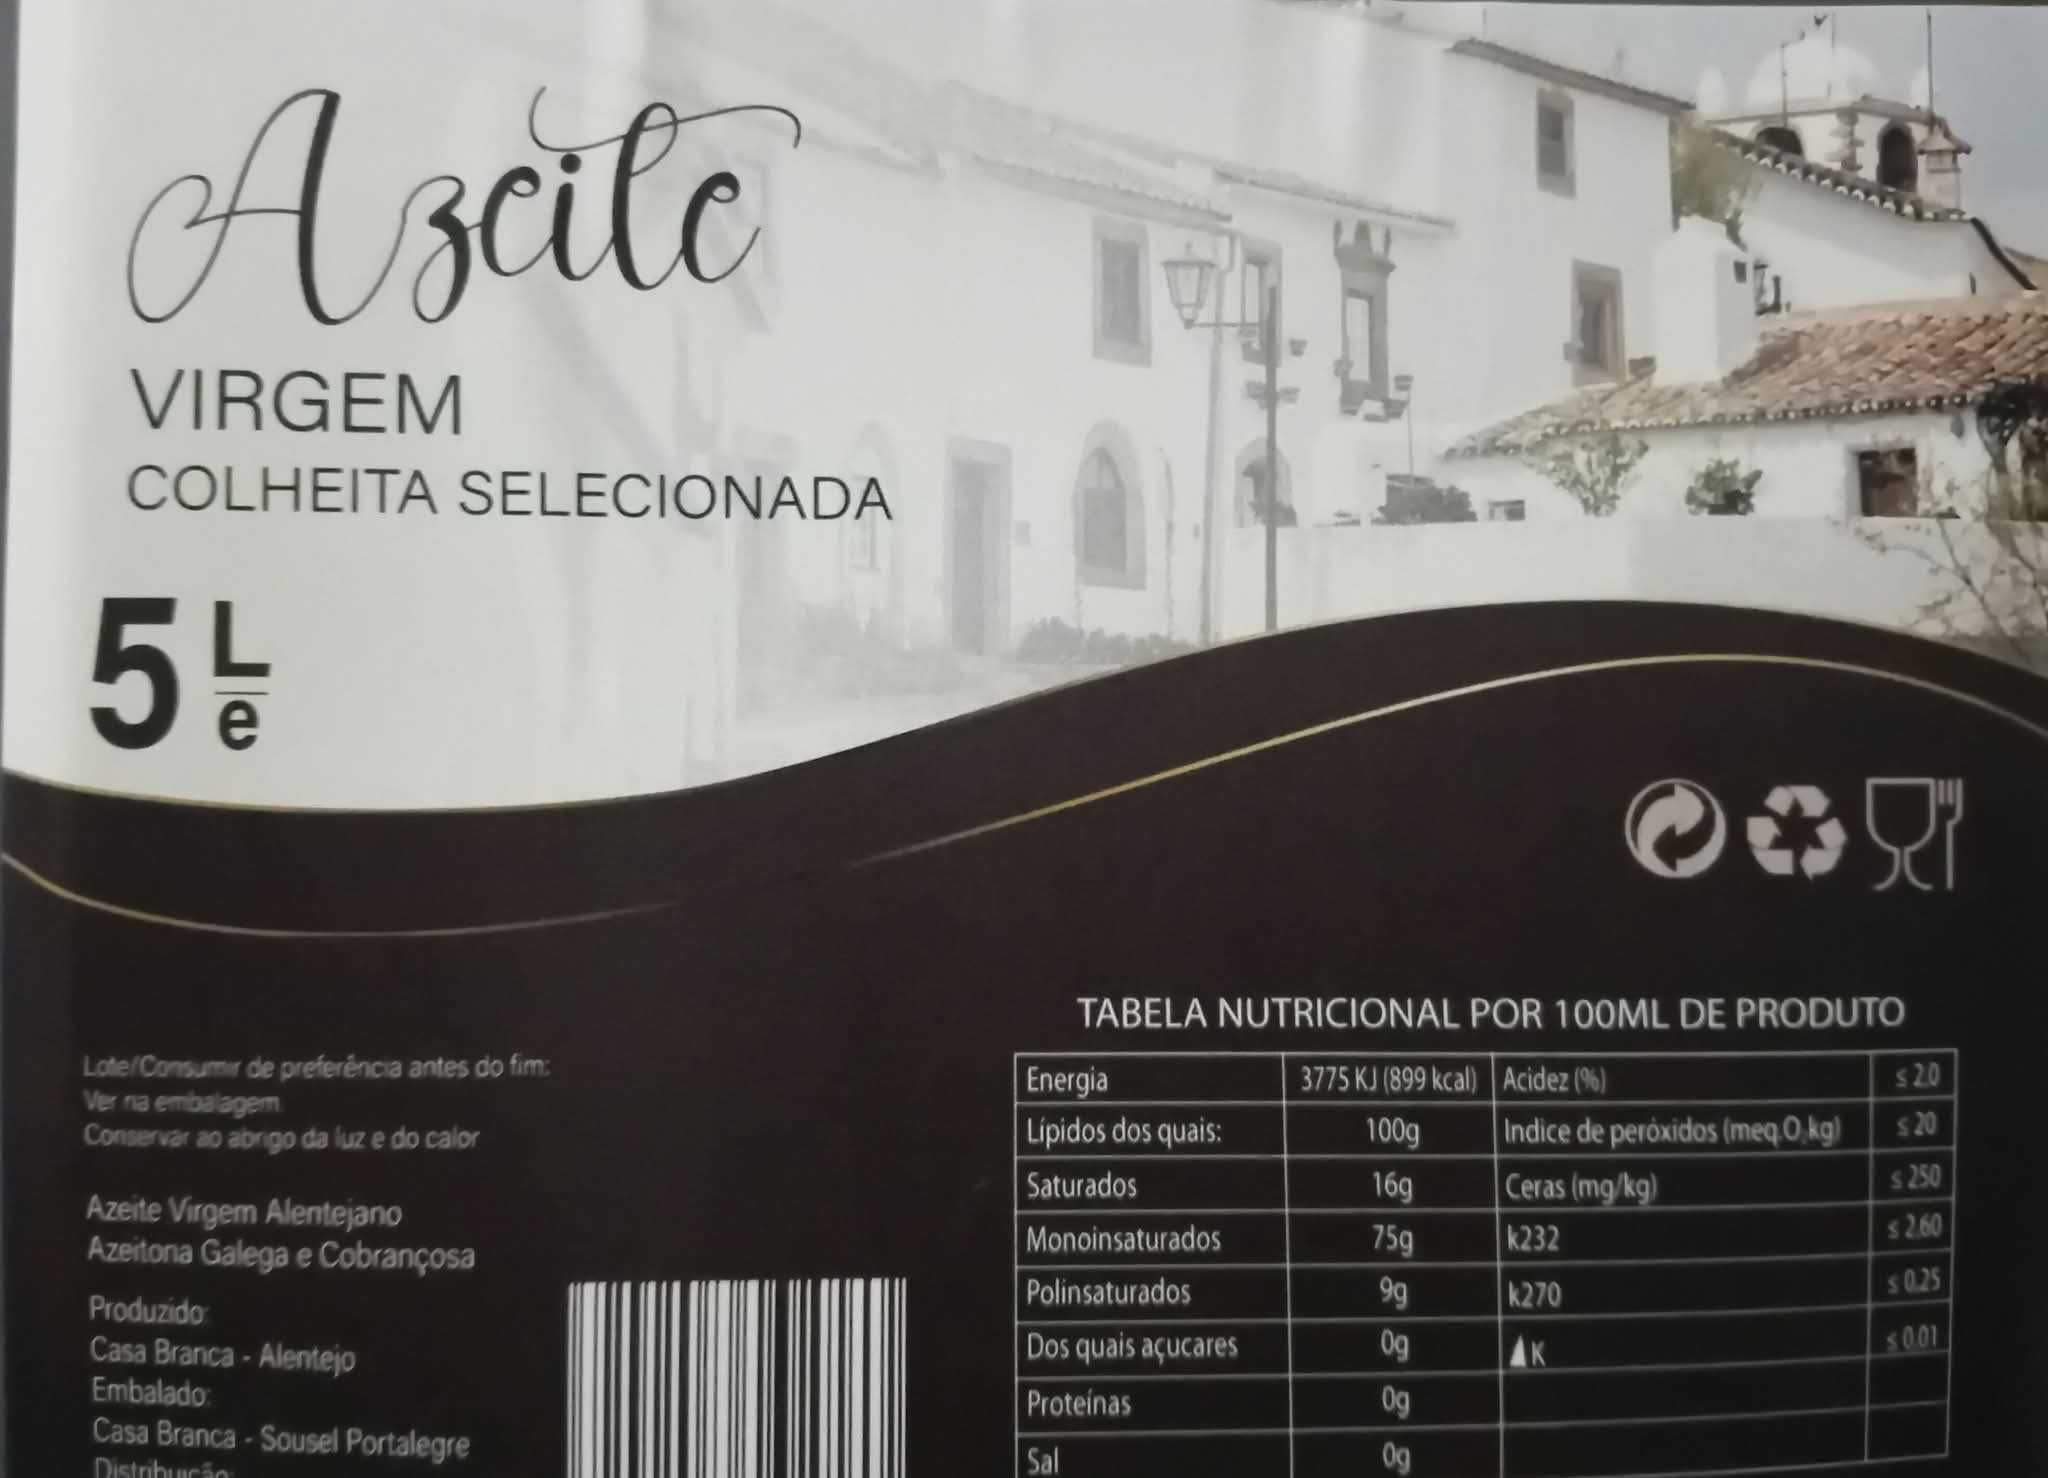 Azeite
VIRGEM
COLHEITA SELECIONADA
5 L
e
Lote/Consumir de preferência antes do fim:
Ver na embalagem
Conservar ao abrigo da luz e do calor
Azeite Virgem Alentejano
Azeitona Galega e Cobrançosa
Produzido:
Casa Branca - Alentejo
Embalado:
Casa Branca - Sousel Portalegre
Distribuição:
TABELA NUTRICIONAL POR 100ML DE PRODUTO
Energia 3775 KJ (899 kcal) Acidez (%) ≤ 2.0
Lípidos dos quais: 100g Indice de peróxidos (meq.O₂kg) ≤ 20
Saturados 16g Ceras (mg/kg) ≤ 250
Monoinsaturados 75g k232 ≤ 2.60
Polinsaturados 9g k270 ≤ 0.25
Dos quais açucares 0g ▲K ≤ 0.01
Proteínas 0g
Sal 0g